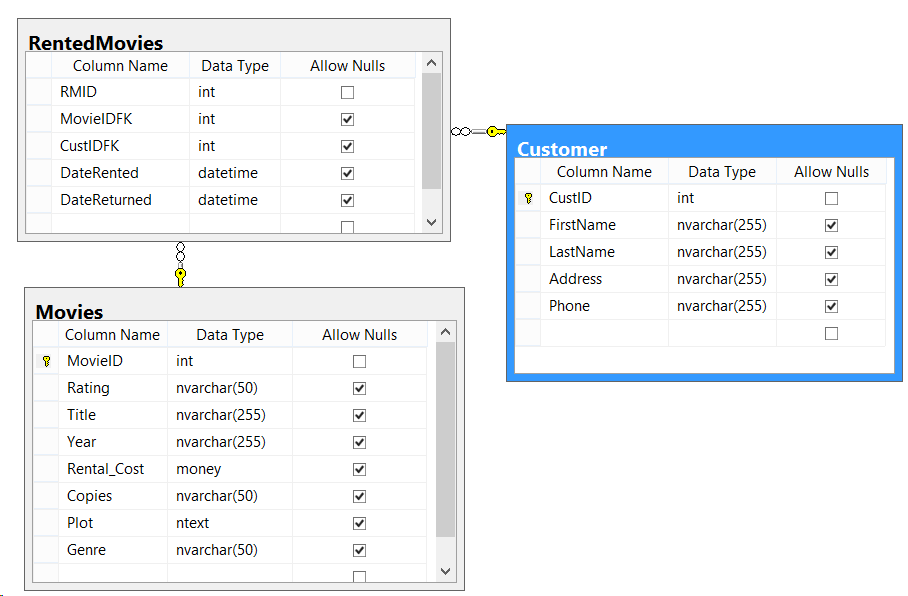 RentedMovies
Column Name Data Type Allow Nulls
RMID int
MovieIDFK int
CustIDFK int
DateRented datetime
DateReturned datetime
Customer
Column Name Data Type Allow Nulls
CustID int
FirstName nvarchar(255)
LastName nvarchar(255)
Address nvarchar(255)
Phone nvarchar(255)
Movies
Column Name Data Type Allow Nulls
MovieID int
Rating nvarchar(50)
Title nvarchar(255)
Year nvarchar(255)
Rental_Cost money
Copies nvarchar(50)
Plot ntext
Genre nvarchar(50)